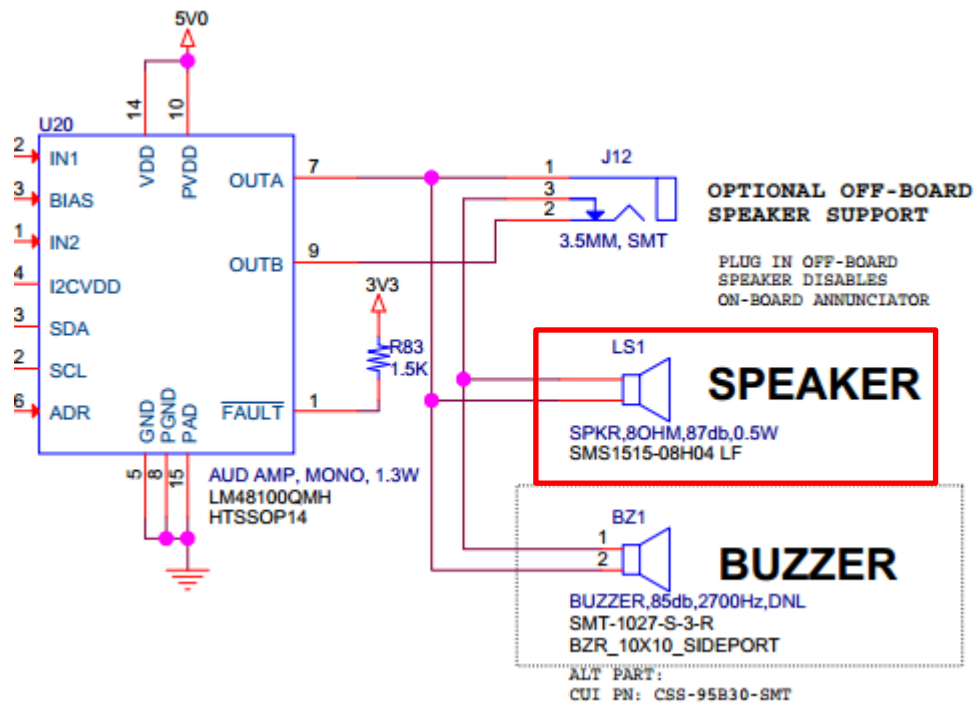 5V0
14
10
U20
2
IN1
VDD
PVDD
OUTA
7
1
J12
3
BIAS
3
2
OPTIONAL OFF-BOARD
SPEAKER SUPPORT
1
IN2
3.5MM, SMT
OUTB
9
PLUG IN OFF-BOARD
SPEAKER DISABLES
ON-BOARD ANNUNCIATOR
4
I2CVDD
3V3
3
SDA
R83
1.5K
LS1
SPEAKER
2
SCL
6
ADR
FAULT
1
GND
PGND
PAD
SPKR,8OHM,87db,0.5W
SMS1515-08H04 LF
5
8
15
AUD AMP, MONO, 1.3W
LM48100QMH
HTSSOP14
BZ1
1
2
BUZZER
BUZZER,85db,2700Hz,DNL
SMT-1027-S-3-R
BZR_10X10_SIDEPORT
ALT PART:
CUI PN: CSS-95B30-SMT